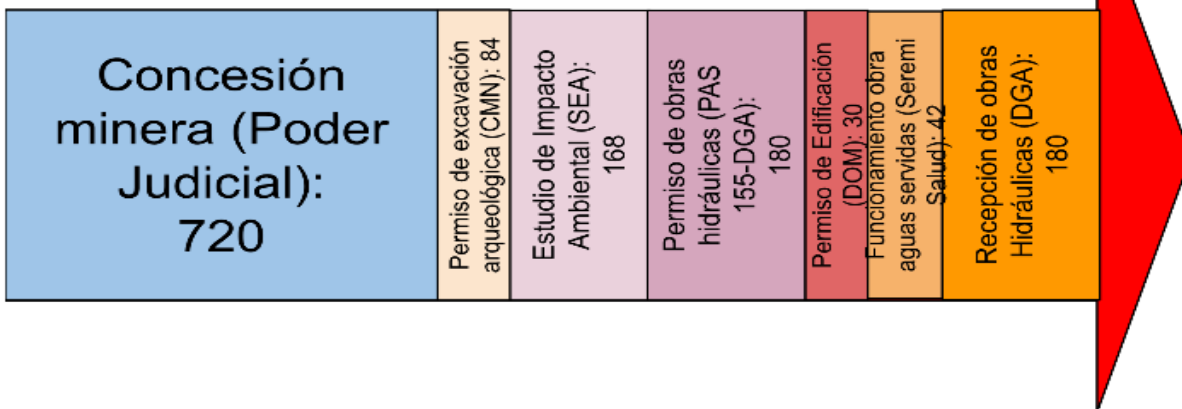 Concesión
minera (Poder
Judicial):
720
Permiso de excavación
arqueológica (CMN): 84
Estudio de Impacto
Ambiental (SEA):
168
Permiso de obras
hidráulicas (PAS
155-DGA):
180
Permiso de Edificación
(DOM): 30
Funcionamiento obra
aguas servidas (Seremi
Salud): 42
Recepción de obras
Hidráulicas (DGA):
180